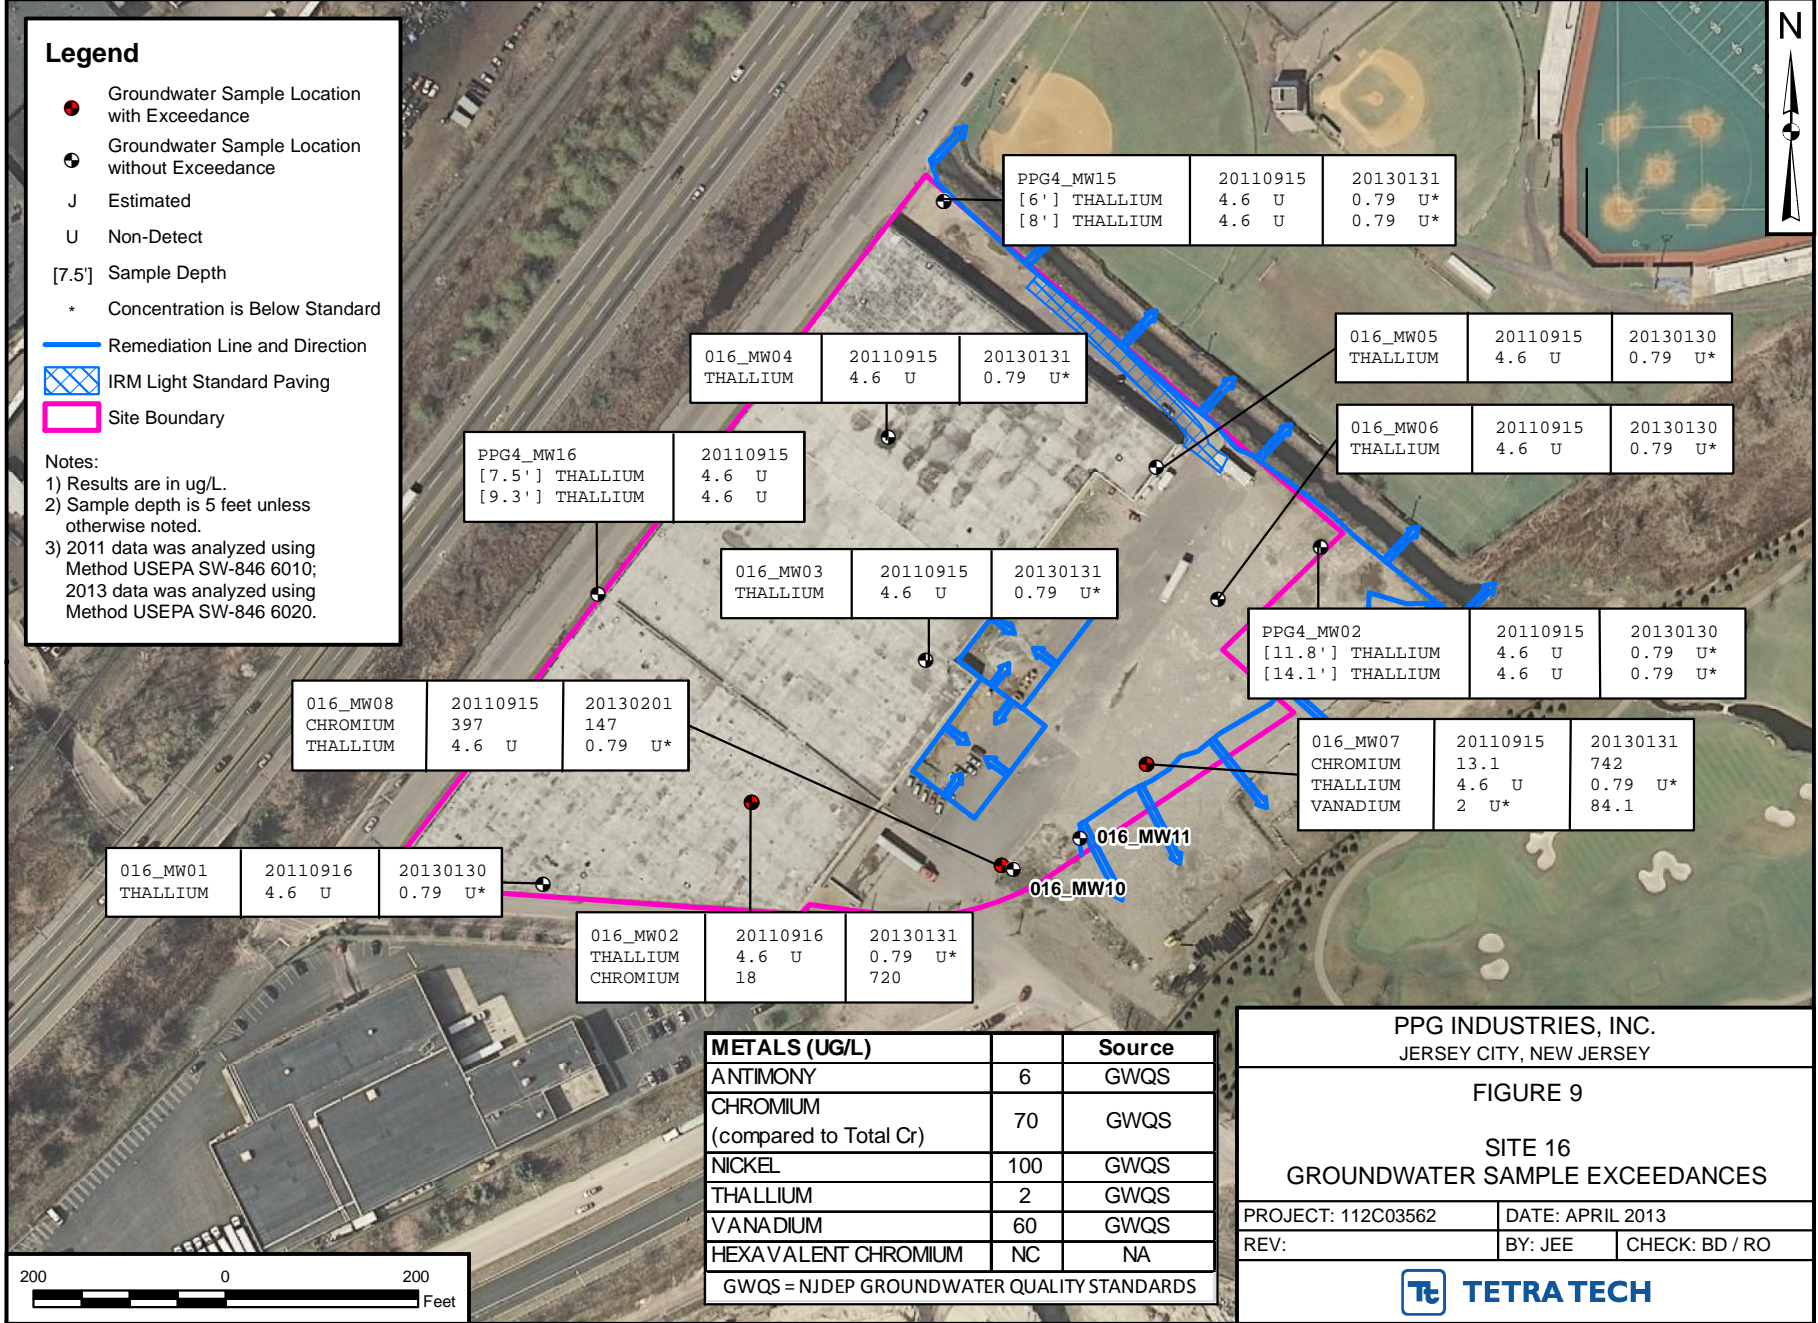 Legend
Groundwater Sample Location
with Exceedance
Groundwater Sample Location
without Exceedance
J Estimated
U Non-Detect
[7.5'] Sample Depth
* Concentration is Below Standard
Remediation Line and Direction
IRM Light Standard Paving
Site Boundary
Notes:
1) Results are in ug/L.
2) Sample depth is 5 feet unless
otherwise noted.
3) 2011 data was analyzed using
Method USEPA SW-846 6010;
2013 data was analyzed using
Method USEPA SW-846 6020.
N
PPG4_MW15 20110915 20130131
[6'] THALLIUM 4.6 U 0.79 U*
[8'] THALLIUM 4.6 U 0.79 U*
016_MW04 20110915 20130131
THALLIUM 4.6 U 0.79 U*
016_MW05 20110915 20130130
THALLIUM 4.6 U 0.79 U*
016_MW06 20110915 20130130
THALLIUM 4.6 U 0.79 U*
PPG4_MW16 20110915
[7.5'] THALLIUM 4.6 U
[9.3'] THALLIUM 4.6 U
016_MW03 20110915 20130131
THALLIUM 4.6 U 0.79 U*
PPG4_MW02 20110915 20130130
[11.8'] THALLIUM 4.6 U 0.79 U*
[14.1'] THALLIUM 4.6 U 0.79 U*
016_MW08 20110915 20130201
CHROMIUM 397 147
THALLIUM 4.6 U 0.79 U*
016_MW07 20110915 20130131
CHROMIUM 13.1 742
THALLIUM 4.6 U 0.79 U*
VANADIUM 2 U* 84.1
016_MW11
016_MW10
016_MW01 20110916 20130130
THALLIUM 4.6 U 0.79 U*
016_MW02 20110916 20130131
THALLIUM 4.6 U 0.79 U*
CHROMIUM 18 720
METALS (UG/L) Source
ANTIMONY 6 GWQS
CHROMIUM
(compared to Total Cr) 70 GWQS
NICKEL 100 GWQS
THALLIUM 2 GWQS
VANADIUM 60 GWQS
HEXAVALENT CHROMIUM NC NA
GWQS = NJDEP GROUNDWATER QUALITY STANDARDS
200 0 200
Feet
PPG INDUSTRIES, INC.
JERSEY CITY, NEW JERSEY
FIGURE 9
SITE 16
GROUNDWATER SAMPLE EXCEEDANCES
PROJECT: 112C03562 DATE: APRIL 2013
REV: BY: JEE CHECK: BD / RO
Tt TETRA TECH